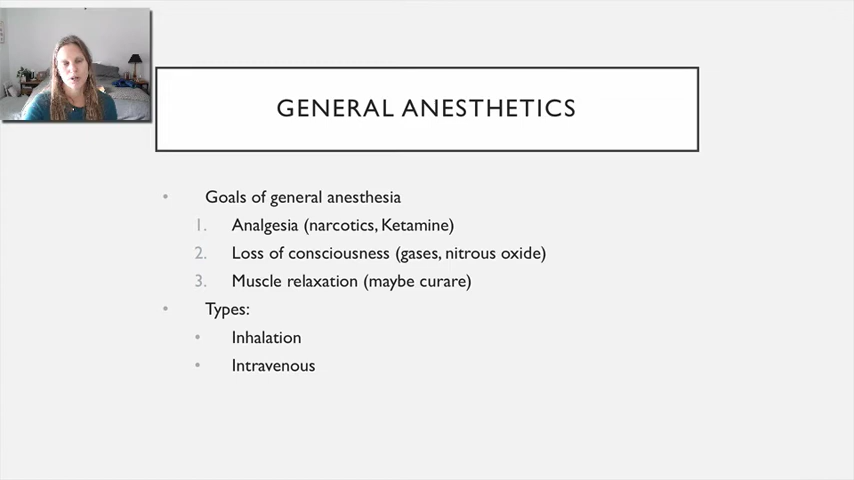 GENERAL ANESTHETICS
• Goals of general anesthesia
1. Analgesia (narcotics, Ketamine)
2. Loss of consciousness (gases, nitrous oxide)
3. Muscle relaxation (maybe curare)
• Types:
• Inhalation
• Intravenous